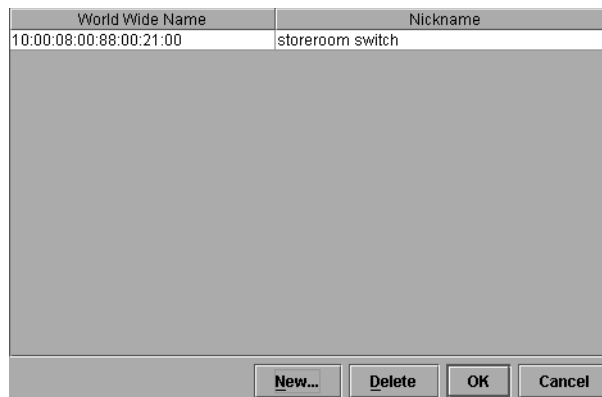 World Wide Name Nickname
10:00:08:00:88:00:21:00 storeroom switch
New... Delete OK Cancel